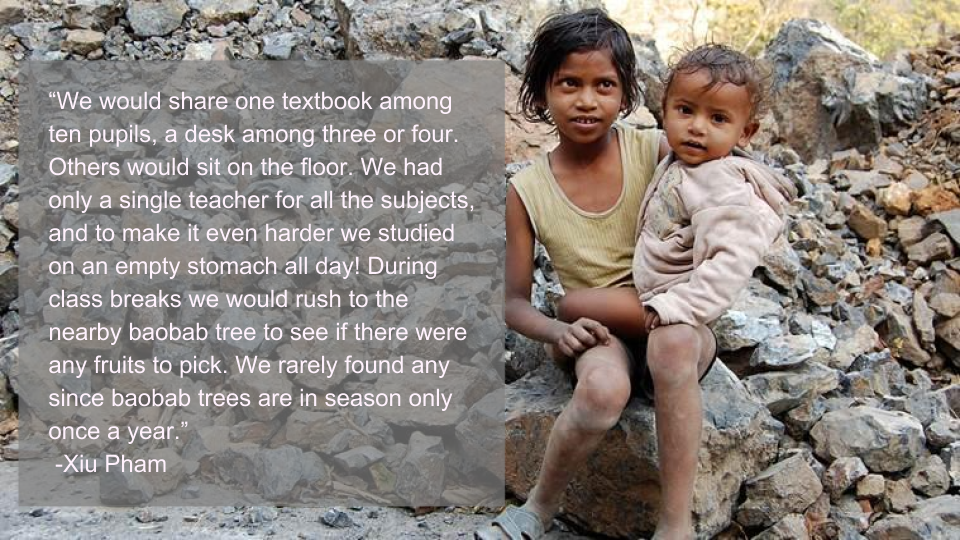 “We would share one textbook among
ten pupils, a desk among three or four.
Others would sit on the floor. We had
only a single teacher for all the subjects,
and to make it even harder we studied
on an empty stomach all day! During
class breaks we would rush to the
nearby baobab tree to see if there were
any fruits to pick. We rarely found any
since baobab trees are in season only
once a year.”
-Xiu Pham